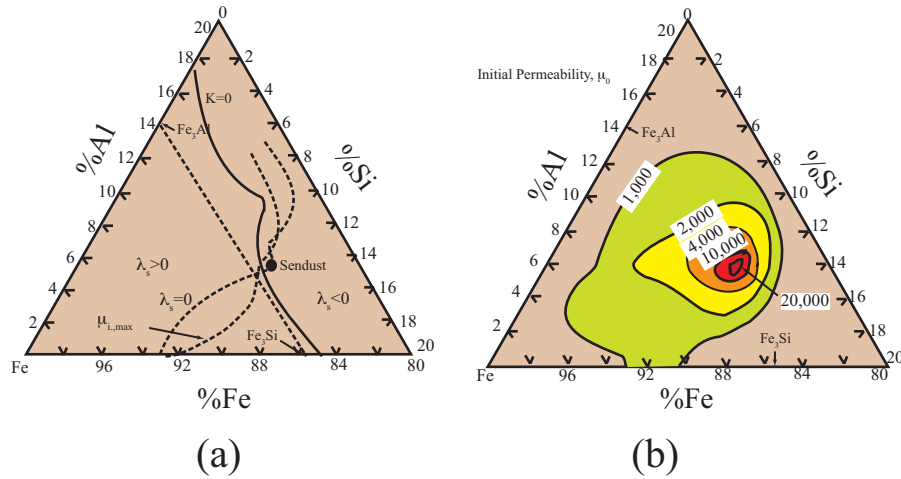 0
20
18
2
K=0
16
4
14
Fe3Al
6
%Al
12
8
%Si
10
10
8
12
6
14
Sendust
λs>0
λs<0
4
λs=0
16
μi,,max
2
Fe3Si
18
20
Fe
96
92
88
84
80
%Fe
(a)
0
20
18
2
Initial Permeability, μ0
16
4
14
Fe3Al
6
%Al
12
8
%Si
1,000
10
10
2,000
8
12
4,000
10,000
6
14
4
20,000
16
2
Fe3Si
18
20
Fe
96
92
88
84
80
%Fe
(b)